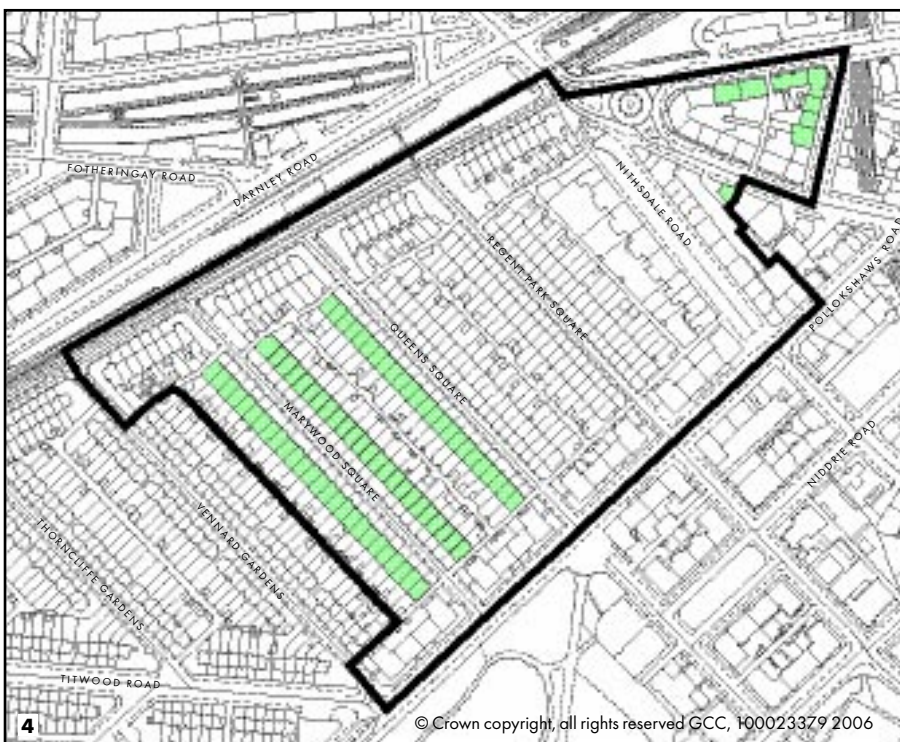 FOTHERINGAY ROAD
DARNLEY ROAD
NITHSDALE ROAD
POLLOKSHAWS ROAD
REGENT PARK SQUARE
QUEENS SQUARE
MARYWOOD SQUARE
NIDDRIE ROAD
VENNARD GARDENS
THORNCLIFFE GARDENS
TITWOOD ROAD
4
© Crown copyright, all rights reserved GCC, 100023379 2006